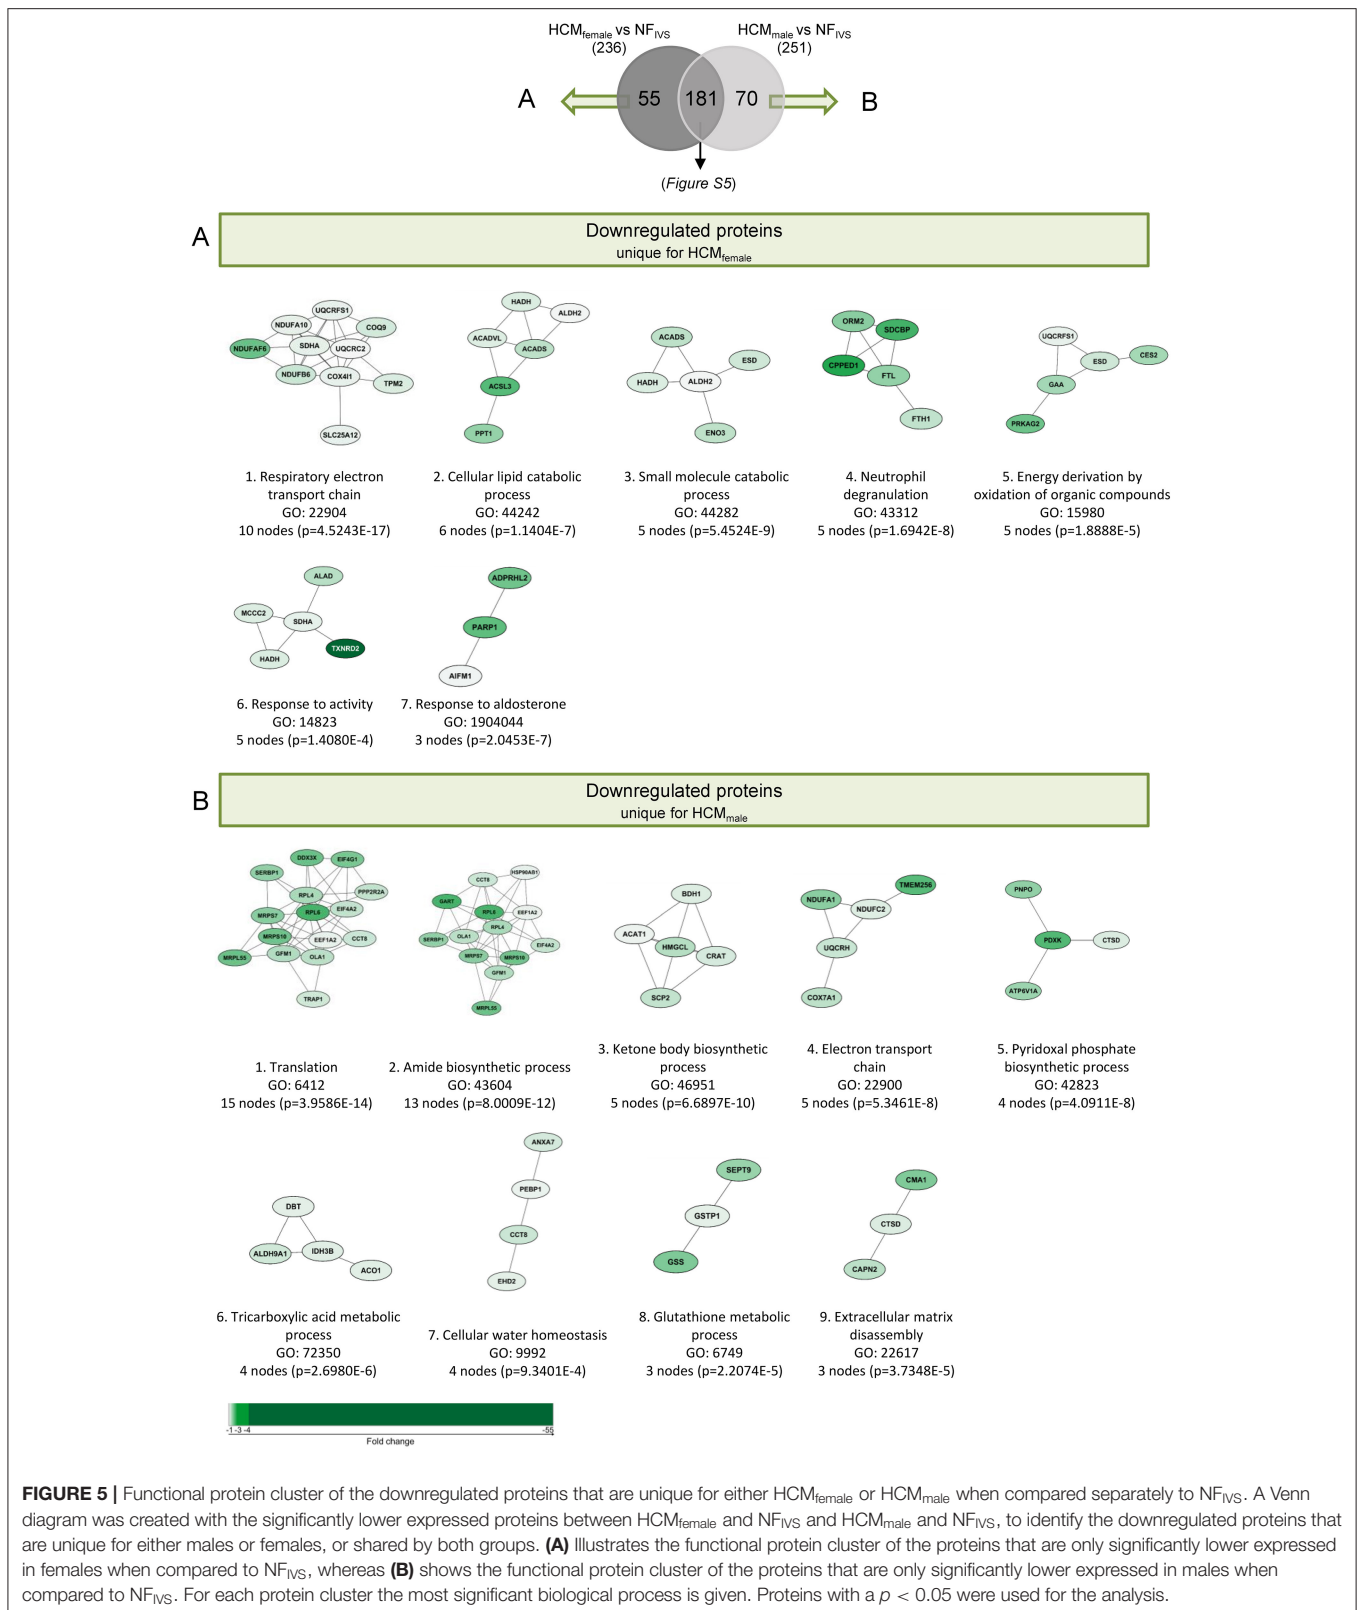 HCMfemale vs NFIVS
(236)
HCMmale vs NFIVS
(251)
A
55
181
70
B
(Figure S5)
A
Downregulated proteins
unique for HCMfemale
UQCRFS1
NDUFA10
COQ9
NDUFAF6
SDHA
UQCRC2
NDUFB6
COX4I1
TPM2
SLC25A12
1. Respiratory electron
transport chain
GO: 22904
10 nodes (p=4.5243E-17)
HADH
ALDH2
ACADVL
ACADS
ACSL3
PPT1
2. Cellular lipid catabolic
process
GO: 44242
6 nodes (p=1.1404E-7)
ACADS
ESD
HADH
ALDH2
ENO3
3. Small molecule catabolic
process
GO: 44282
5 nodes (p=5.4524E-9)
ORM2
SDCBP
CPPED1
FTL
FTH1
4. Neutrophil
degranulation
GO: 43312
5 nodes (p=1.6942E-8)
UQCRFS1
ESD
CES2
GAA
PRKAG2
5. Energy derivation by
oxidation of organic compounds
GO: 15980
5 nodes (p=1.8888E-5)
ALAD
MCCC2
SDHA
HADH
TXNRD2
6. Response to activity
GO: 14823
5 nodes (p=1.4080E-4)
ADPRHL2
PARP1
AIFM1
7. Response to aldosterone
GO: 1904044
3 nodes (p=2.0453E-7)
B
Downregulated proteins
unique for HCMmale
DDX3X
EIF4G1
SERBP1
RPL4
PPP2R2A
MRPS7
RPL6
EIF4A2
MRPS10
EEF1A2
CCT8
MRPL55
GFM1
OLA1
TRAP1
1. Translation
GO: 6412
15 nodes (p=3.9586E-14)
CCT8
HSP90AB1
GART
RPL6
EEF1A2
RPL4
SERBP1
OLA1
EIF4A2
MRPS7
MRPS10
GFM1
MRPL55
2. Amide biosynthetic process
GO: 43604
13 nodes (p=8.0009E-12)
BDH1
ACAT1
HMGCL
CRAT
SCP2
3. Ketone body biosynthetic
process
GO: 46951
5 nodes (p=6.6897E-10)
TMEM256
NDUFA1
NDUFC2
UQCRH
COX7A1
4. Electron transport
chain
GO: 22900
5 nodes (p=5.3461E-8)
PNPO
PDXK
CTSD
ATP6V1A
5. Pyridoxal phosphate
biosynthetic process
GO: 42823
4 nodes (p=4.0911E-8)
DBT
ALDH9A1
IDH3B
ACO1
6. Tricarboxylic acid metabolic
process
GO: 72350
4 nodes (p=2.6980E-6)
ANXA7
PEBP1
CCT8
EHD2
7. Cellular water homeostasis
GO: 9992
4 nodes (p=9.3401E-4)
SEPT9
GSTP1
GSS
8. Glutathione metabolic
process
GO: 6749
3 nodes (p=2.2074E-5)
CMA1
CTSD
CAPN2
9. Extracellular matrix
disassembly
GO: 22617
3 nodes (p=3.7348E-5)
-1 -3 -4 -55
Fold change
FIGURE 5 | Functional protein cluster of the downregulated proteins that are unique for either HCMfemale or HCMmale when compared separately to NFIVS. A Venn
diagram was created with the significantly lower expressed proteins between HCMfemale and NFIVS and HCMmale and NFIVS, to identify the downregulated proteins that
are unique for either males or females, or shared by both groups. (A) Illustrates the functional protein cluster of the proteins that are only significantly lower expressed
in females when compared to NFIVS, whereas (B) shows the functional protein cluster of the proteins that are only significantly lower expressed in males when
compared to NFIVS. For each protein cluster the most significant biological process is given. Proteins with a p < 0.05 were used for the analysis.